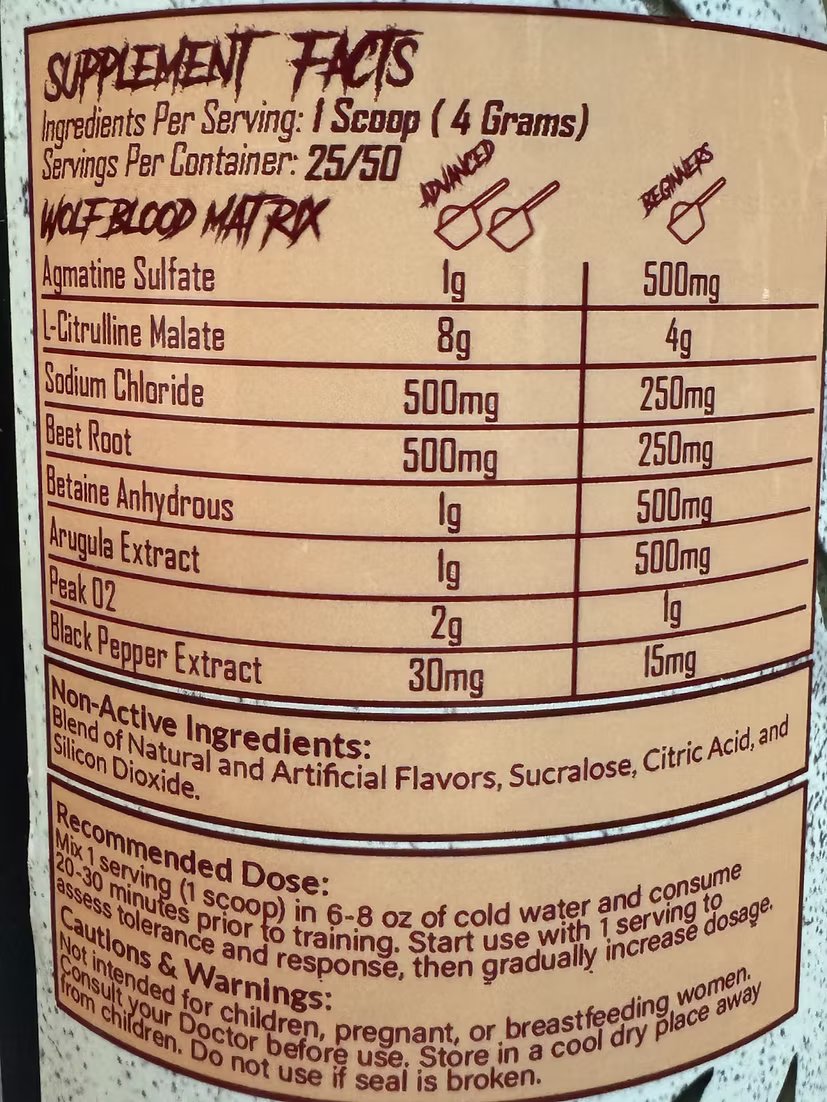 SUPPLEMENT FACTS
Ingredients Per Serving: 1 Scoop ( 4 Grams)
Servings Per Container: 25/50
WOLFBLOOD MATRIX ADVANCED BEGINNERS
Agmatine Sulfate 1g 500mg
L-Citrulline Malate 8g 4g
Sodium Chloride 500mg 250mg
Beet Root 500mg 250mg
Betaine Anhydrous 1g 500mg
Arugula Extract 1g 500mg
Peak O2 2g 1g
Black Pepper Extract 30mg 15mg
Non-Active Ingredients:
Blend of Natural and Artificial Flavors, Sucralose, Citric Acid, and
Silicon Dioxide.
Recommended Dose:
Mix 1 serving (1 scoop) in 6-8 oz of cold water and consume
20-30 minutes prior to training. Start use with 1 serving to
assess tolerance and response, then gradually increase dosage.
Cautions & Warnings:
Not intended for children, pregnant, or breastfeeding women.
Consult your Doctor before use. Store in a cool dry place away
from children. Do not use if seal is broken.